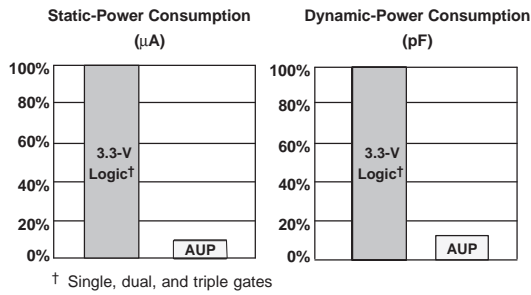 Static-Power Consumption
(μA)
100%
80%
60%
40%
20%
0%
3.3-V
Logic†
AUP
Dynamic-Power Consumption
(pF)
100%
80%
60%
40%
20%
0%
3.3-V
Logic†
AUP
† Single, dual, and triple gates